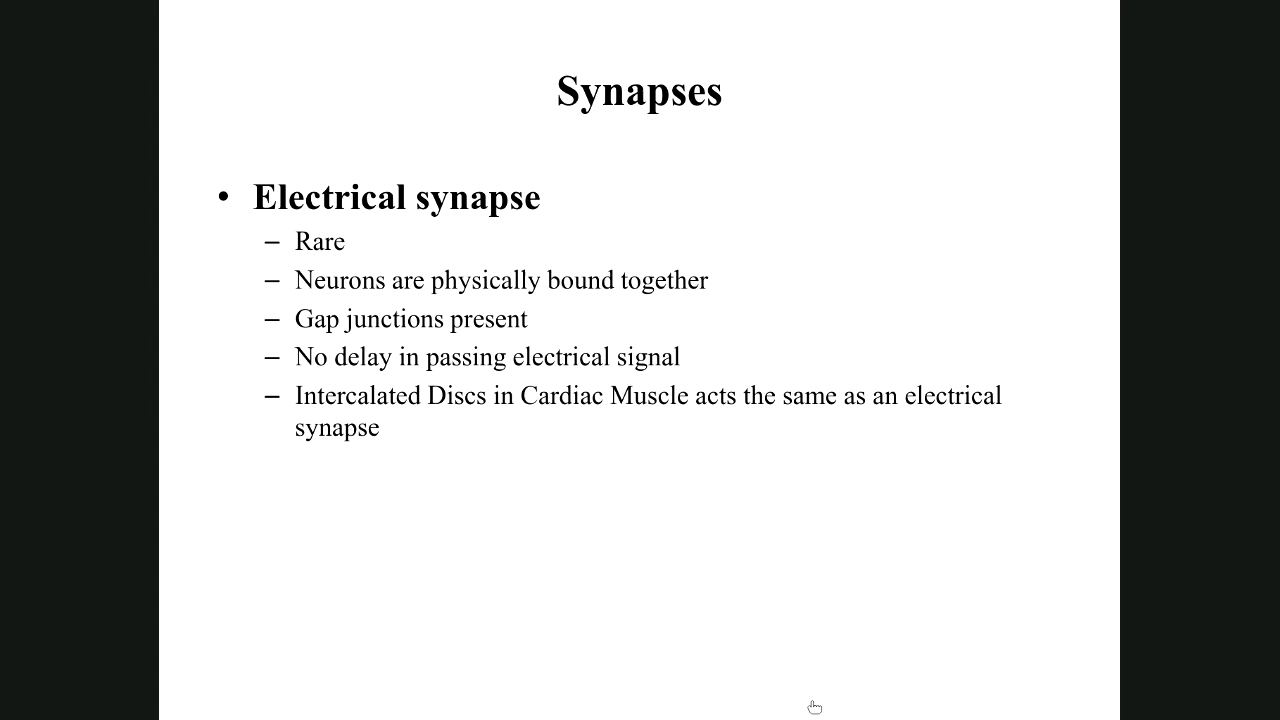 Synapses
• Electrical synapse
– Rare
– Neurons are physically bound together
– Gap junctions present
– No delay in passing electrical signal
– Intercalated Discs in Cardiac Muscle acts the same as an electrical
synapse